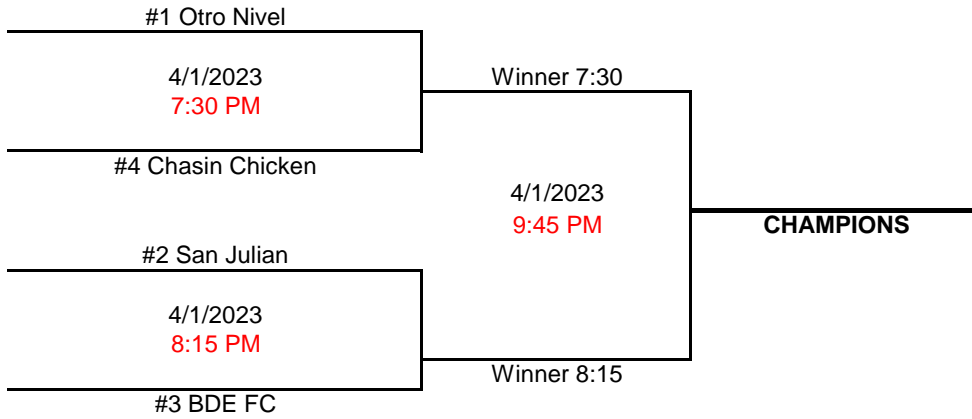 #1 Otro Nivel
4/1/2023
7:30 PM
Winner 7:30
#4 Chasin Chicken
4/1/2023
9:45 PM
CHAMPIONS
#2 San Julian
4/1/2023
8:15 PM
Winner 8:15
#3 BDE FC